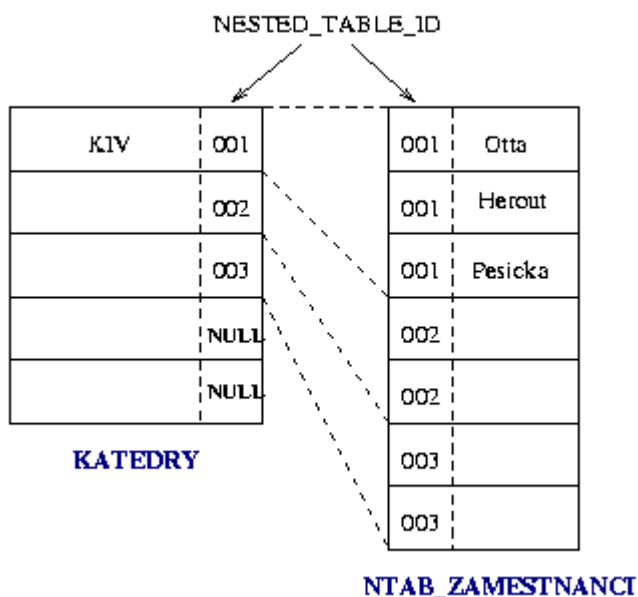 NESTED_TABLE_ID
KIV 001
002
003
NULL
NULL
KATEDRY
001 Otta
001 Herout
001 Pesicka
002
002
003
003
NTAB_ZAMESTNANCI